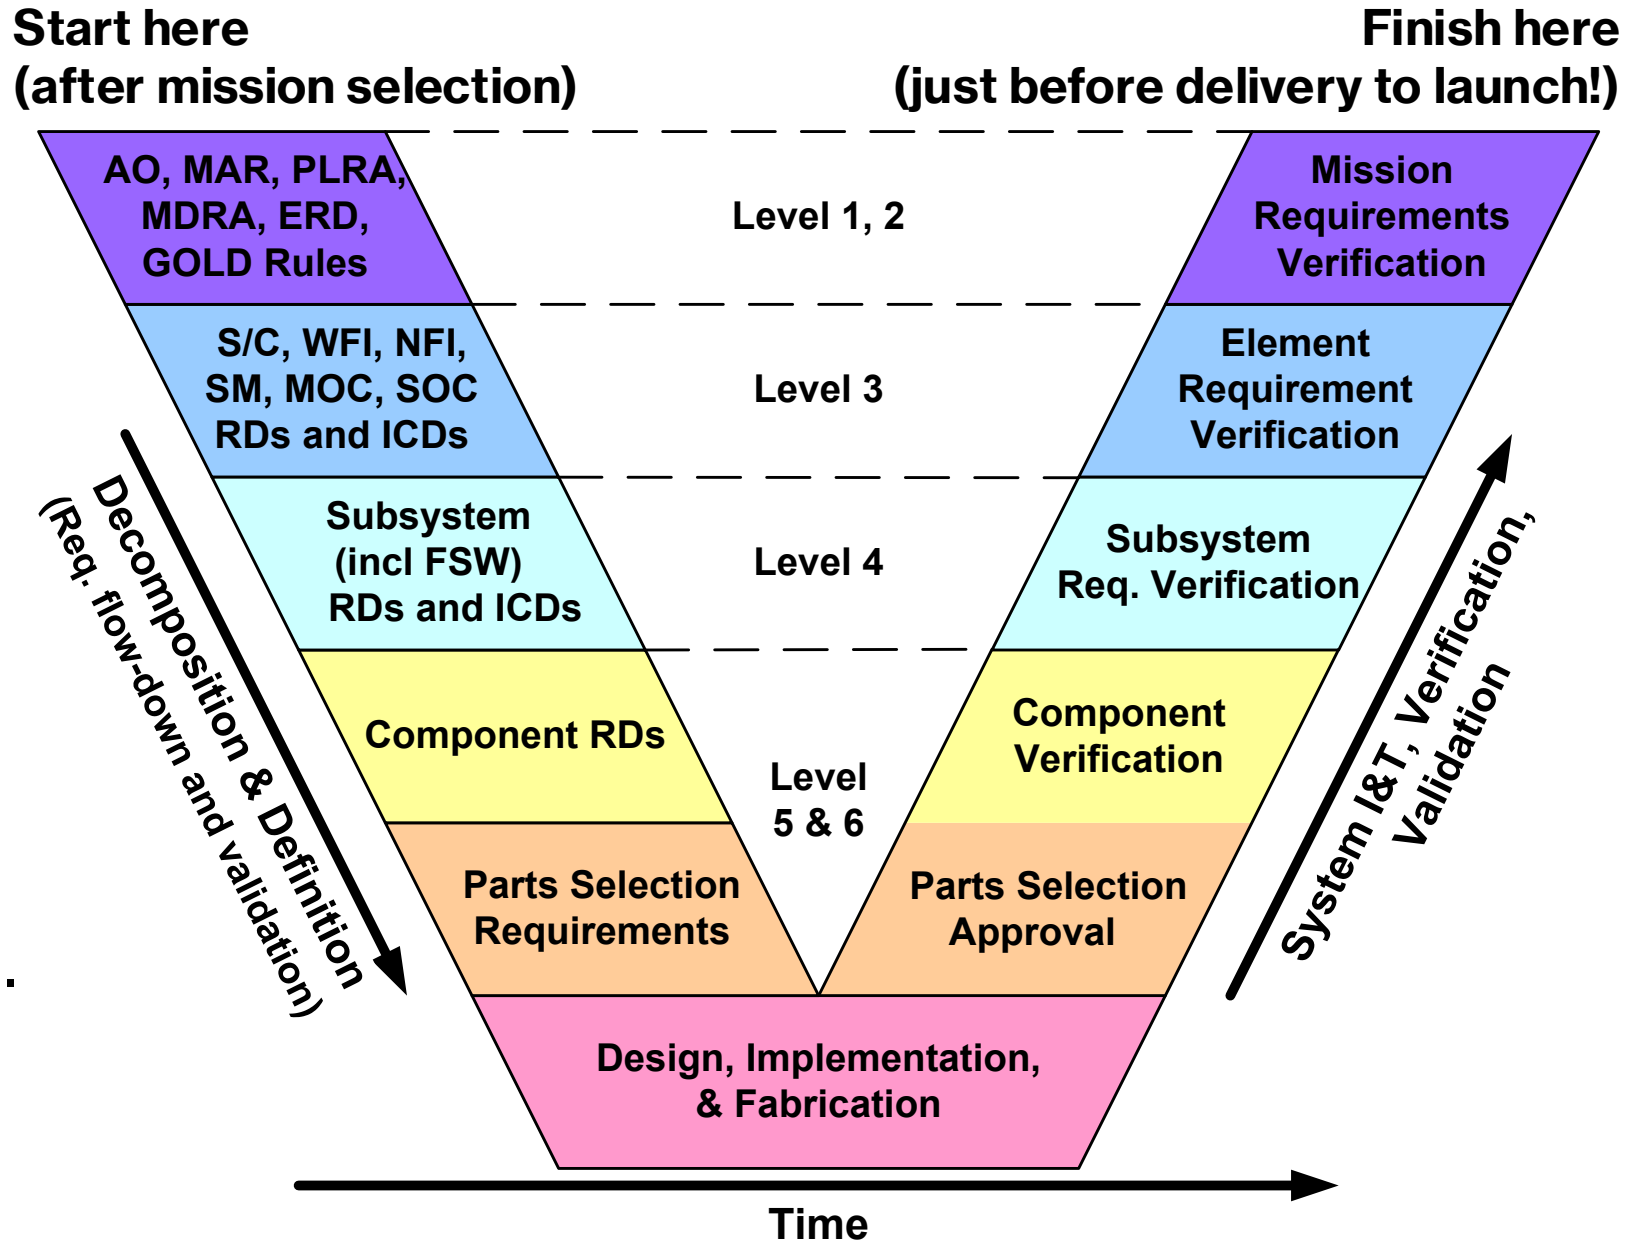 Start here
(after mission selection)
Finish here
(just before delivery to launch!)
AO, MAR, PLRA,
MDRA, ERD,
GOLD Rules
Level 1, 2
Mission
Requirements
Verification
S/C, WFI, NFI,
SM, MOC, SOC
RDs and ICDs
Level 3
Element
Requirement
Verification
Subsystem
(incl FSW)
RDs and ICDs
Level 4
Subsystem
Req. Verification
Component RDs
Level
5 & 6
Component
Verification
Parts Selection
Requirements
Parts Selection
Approval
Design, Implementation,
& Fabrication
Decomposition & Definition
(Req. flow-down and validation)
System I&T, Verification,
Validation
.
Time